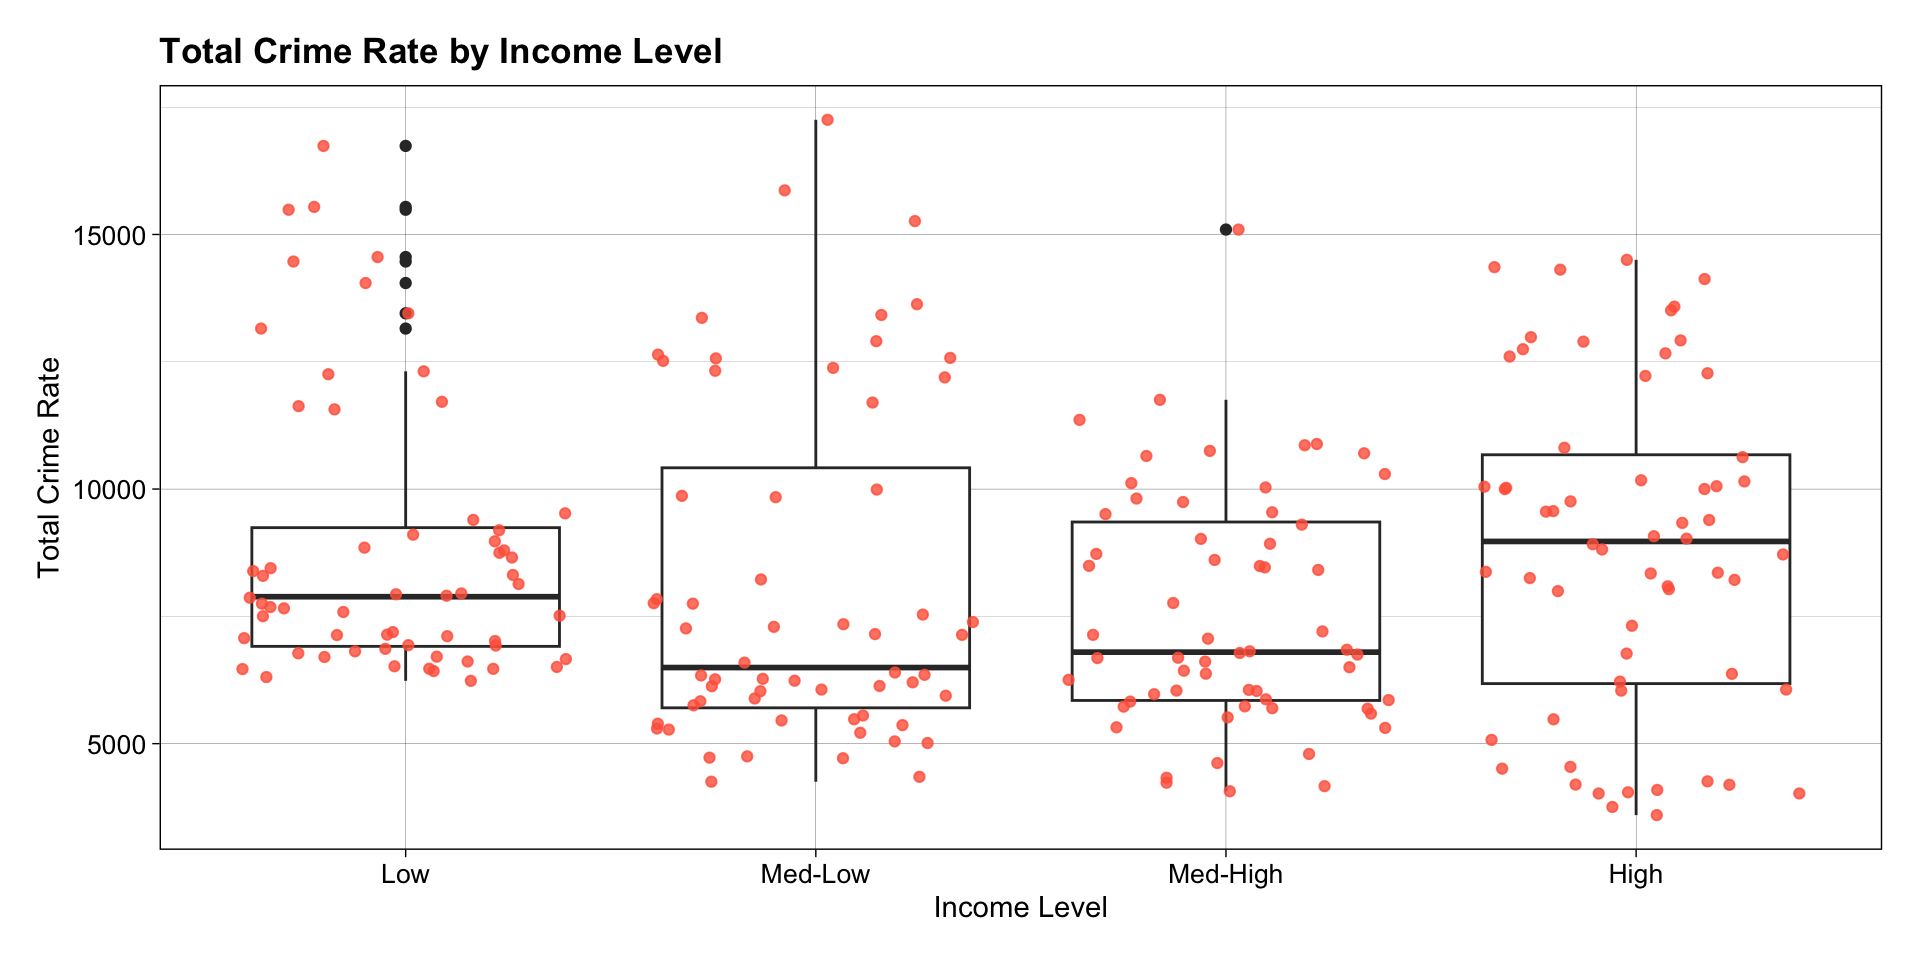 Total Crime Rate by Income Level
Total Crime Rate
15000
10000
5000
Low
Med-Low
Med-High
High
Income Level